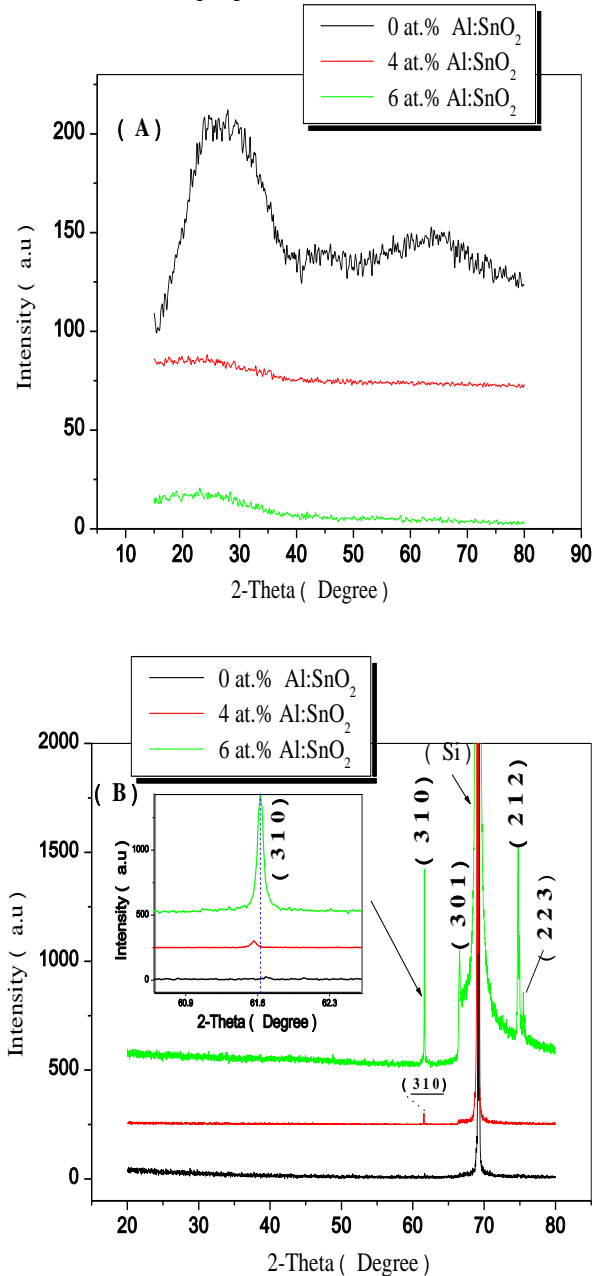 0 at.% Al:SnO₂
4 at.% Al:SnO₂
6 at.% Al:SnO₂
( A )
200
150
100
50
0
Intensity ( a.u )
10 20 30 40 50 60 70 80 90
2-Theta ( Degree )
0 at.% Al:SnO₂
4 at.% Al:SnO₂
6 at.% Al:SnO₂
( B )
2000
1500
1000
500
0
Intensity ( a.u )
( Si )
( 3 1 0 )
( 3 0 1 )
( 2 1 2 )
( 2 2 3 )
( 3 1 0 )
1000
500
0
Intensity ( a.u )
( 3 1 0 )
60.9 61.6 62.3
2-Theta ( Degree )
20 30 40 50 60 70 80
2-Theta ( Degree )